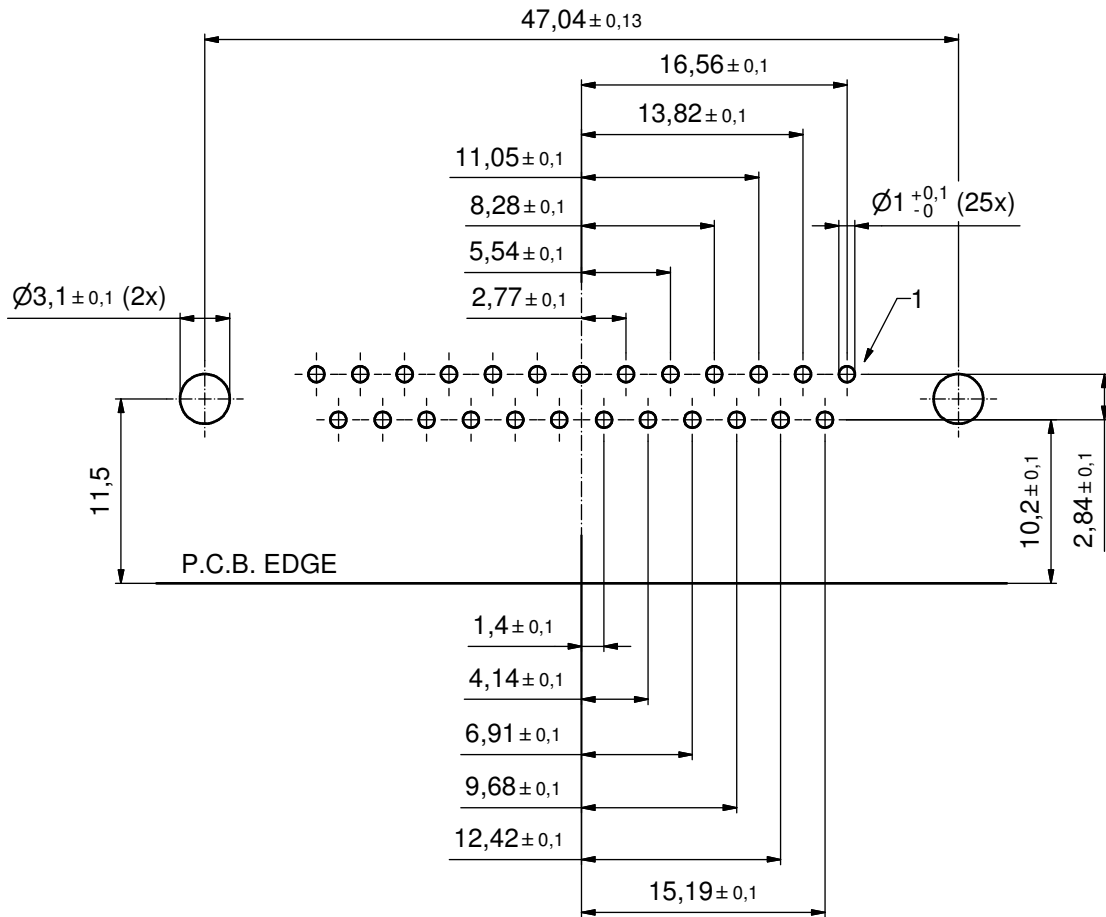 47,04 ± 0,13
16,56 ± 0,1
13,82 ± 0,1
11,05 ± 0,1
8,28 ± 0,1
Ø1 +0,1 -0 (25x)
5,54 ± 0,1
Ø3,1 ± 0,1 (2x)
2,77 ± 0,1
1
11,5
10,2 ± 0,1
2,84 ± 0,1
P.C.B. EDGE
1,4 ± 0,1
4,14 ± 0,1
6,91 ± 0,1
9,68 ± 0,1
12,42 ± 0,1
15,19 ± 0,1